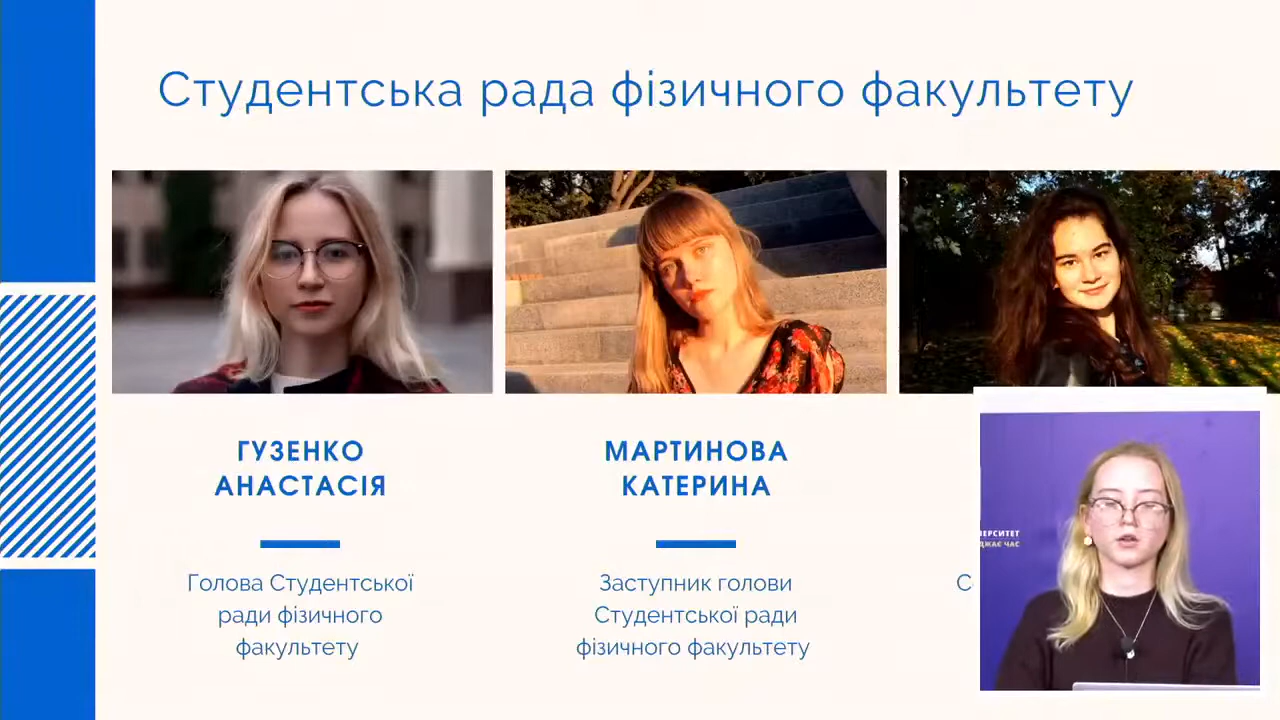 Студентська рада фізичного факультету
ГУЗЕНКО
АНАСТАСІЯ
Голова Студентської
ради фізичного
факультету
МАРТИНОВА
КАТЕРИНА
Заступник голови
Студентської ради
фізичного факультету